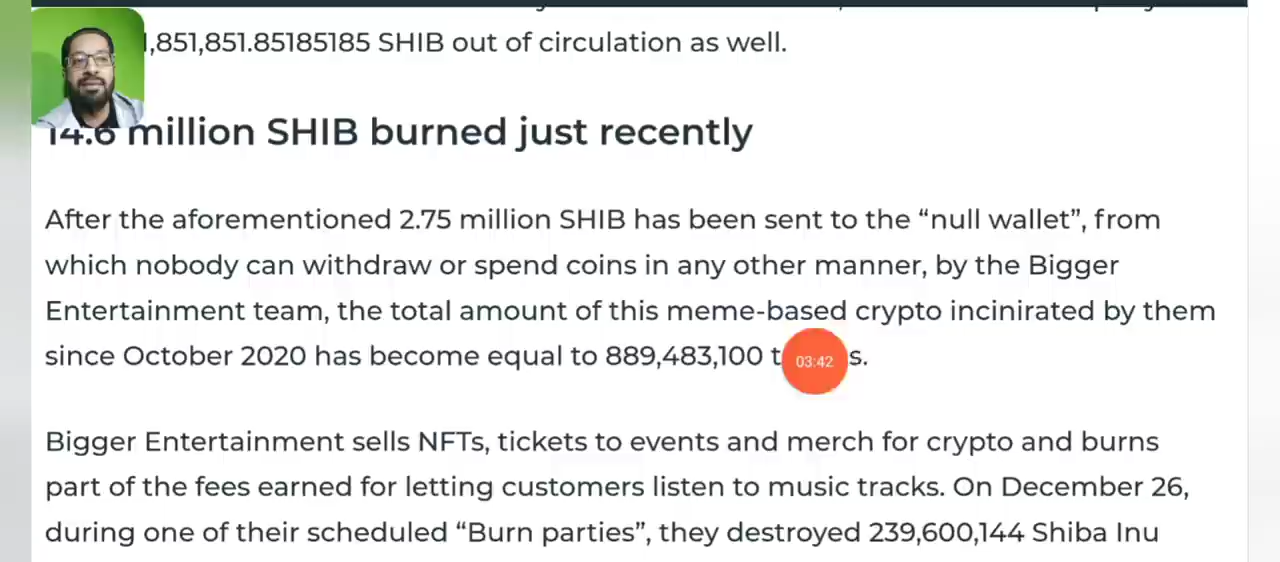 ,851,851.85185185 SHIB out of circulation as well.
14.6 million SHIB burned just recently
After the aforementioned 2.75 million SHIB has been sent to the “null wallet”, from
which nobody can withdraw or spend coins in any other manner, by the Bigger
Entertainment team, the total amount of this meme-based crypto incinirated by them
since October 2020 has become equal to 889,483,100 t
03:42
s.
Bigger Entertainment sells NFTs, tickets to events and merch for crypto and burns
part of the fees earned for letting customers listen to music tracks. On December 26,
during one of their scheduled “Burn parties”, they destroyed 239,600,144 Shiba Inu